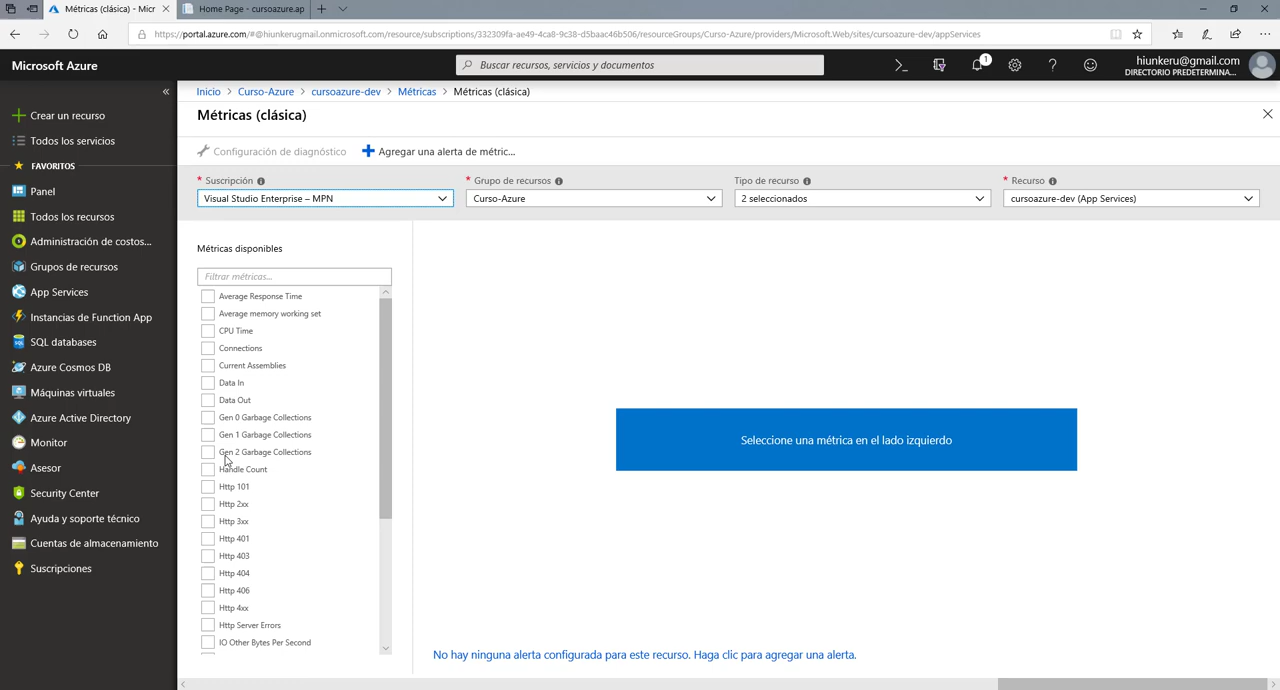 Métricas (clásica) - Micr
Home Page - cursoazure.ap
https://portal.azure.com/#@hiunkerugmail.onmicrosoft.com/resource/subscriptions/332309fa-ae49-4ca8-9c38-d5baac46b506/resourceGroups/Curso-Azure/providers/Microsoft.Web/sites/cursoazure-dev/appServices
Microsoft Azure
Buscar recursos, servicios y documentos
1
hiunkeru@gmail.com
DIRECTORIO PREDETERMINA...
Inicio > Curso-Azure > cursoazure-dev > Métricas > Métricas (clásica)
Métricas (clásica)
Configuración de diagnóstico
Agregar una alerta de métric...
* Suscripción
Visual Studio Enterprise – MPN
* Grupo de recursos
Curso-Azure
Tipo de recurso
2 seleccionados
* Recurso
cursoazure-dev (App Services)
Crear un recurso
Todos los servicios
FAVORITOS
Panel
Todos los recursos
Administración de costos...
Grupos de recursos
App Services
Instancias de Function App
SQL databases
Azure Cosmos DB
Máquinas virtuales
Azure Active Directory
Monitor
Asesor
Security Center
Ayuda y soporte técnico
Cuentas de almacenamiento
Suscripciones
Métricas disponibles
Filtrar métricas...
Average Response Time
Average memory working set
CPU Time
Connections
Current Assemblies
Data In
Data Out
Gen 0 Garbage Collections
Gen 1 Garbage Collections
Gen 2 Garbage Collections
Handle Count
Http 101
Http 2xx
Http 3xx
Http 401
Http 403
Http 404
Http 406
Http 4xx
Http Server Errors
IO Other Bytes Per Second
Seleccione una métrica en el lado izquierdo
No hay ninguna alerta configurada para este recurso. Haga clic para agregar una alerta.